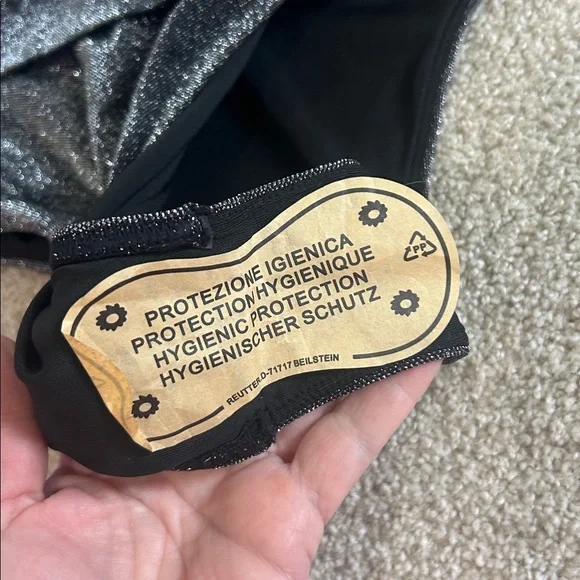 PROTEZIONE IGIENICA
PROTECTION HYGIENIQUE
HYGIENIC PROTECTION
HYGIENISCHER SCHUTZ
REUTTER-D-71717 BEILSTEIN
PP